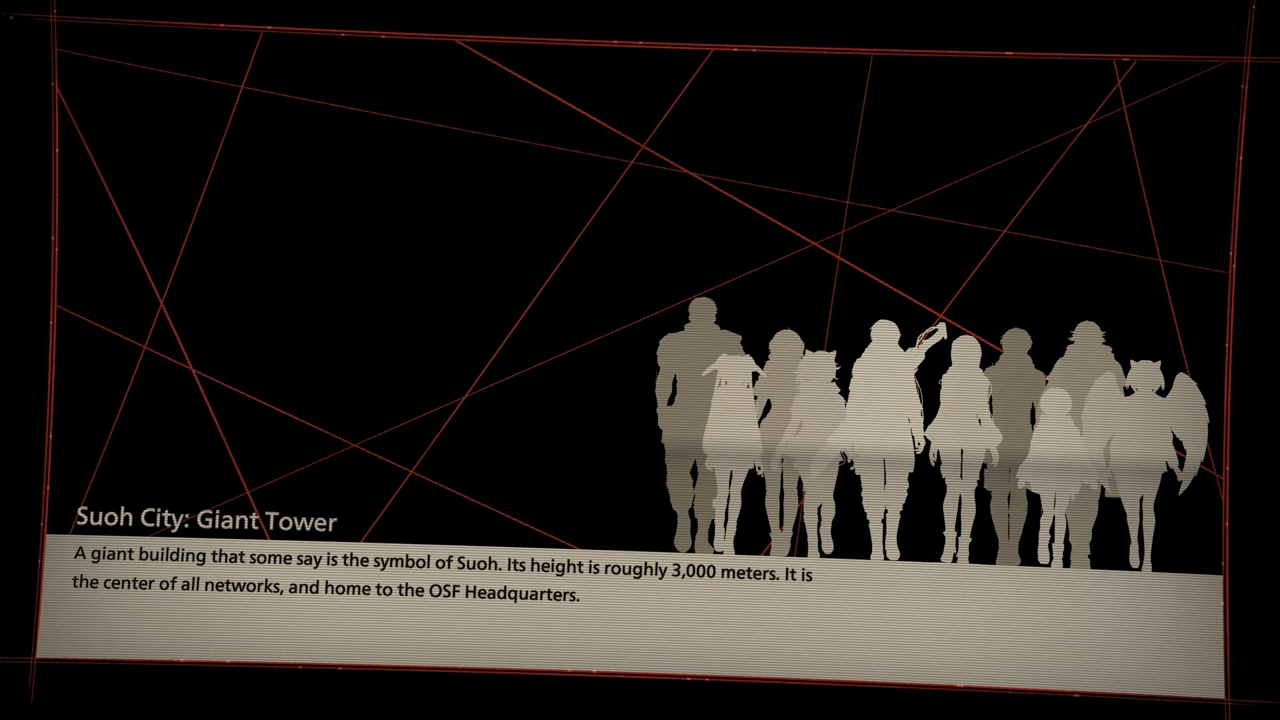 Suoh City: Giant Tower
A giant building that some say is the symbol of Suoh. Its height is roughly 3,000 meters. It is
the center of all networks, and home to the OSF Headquarters.